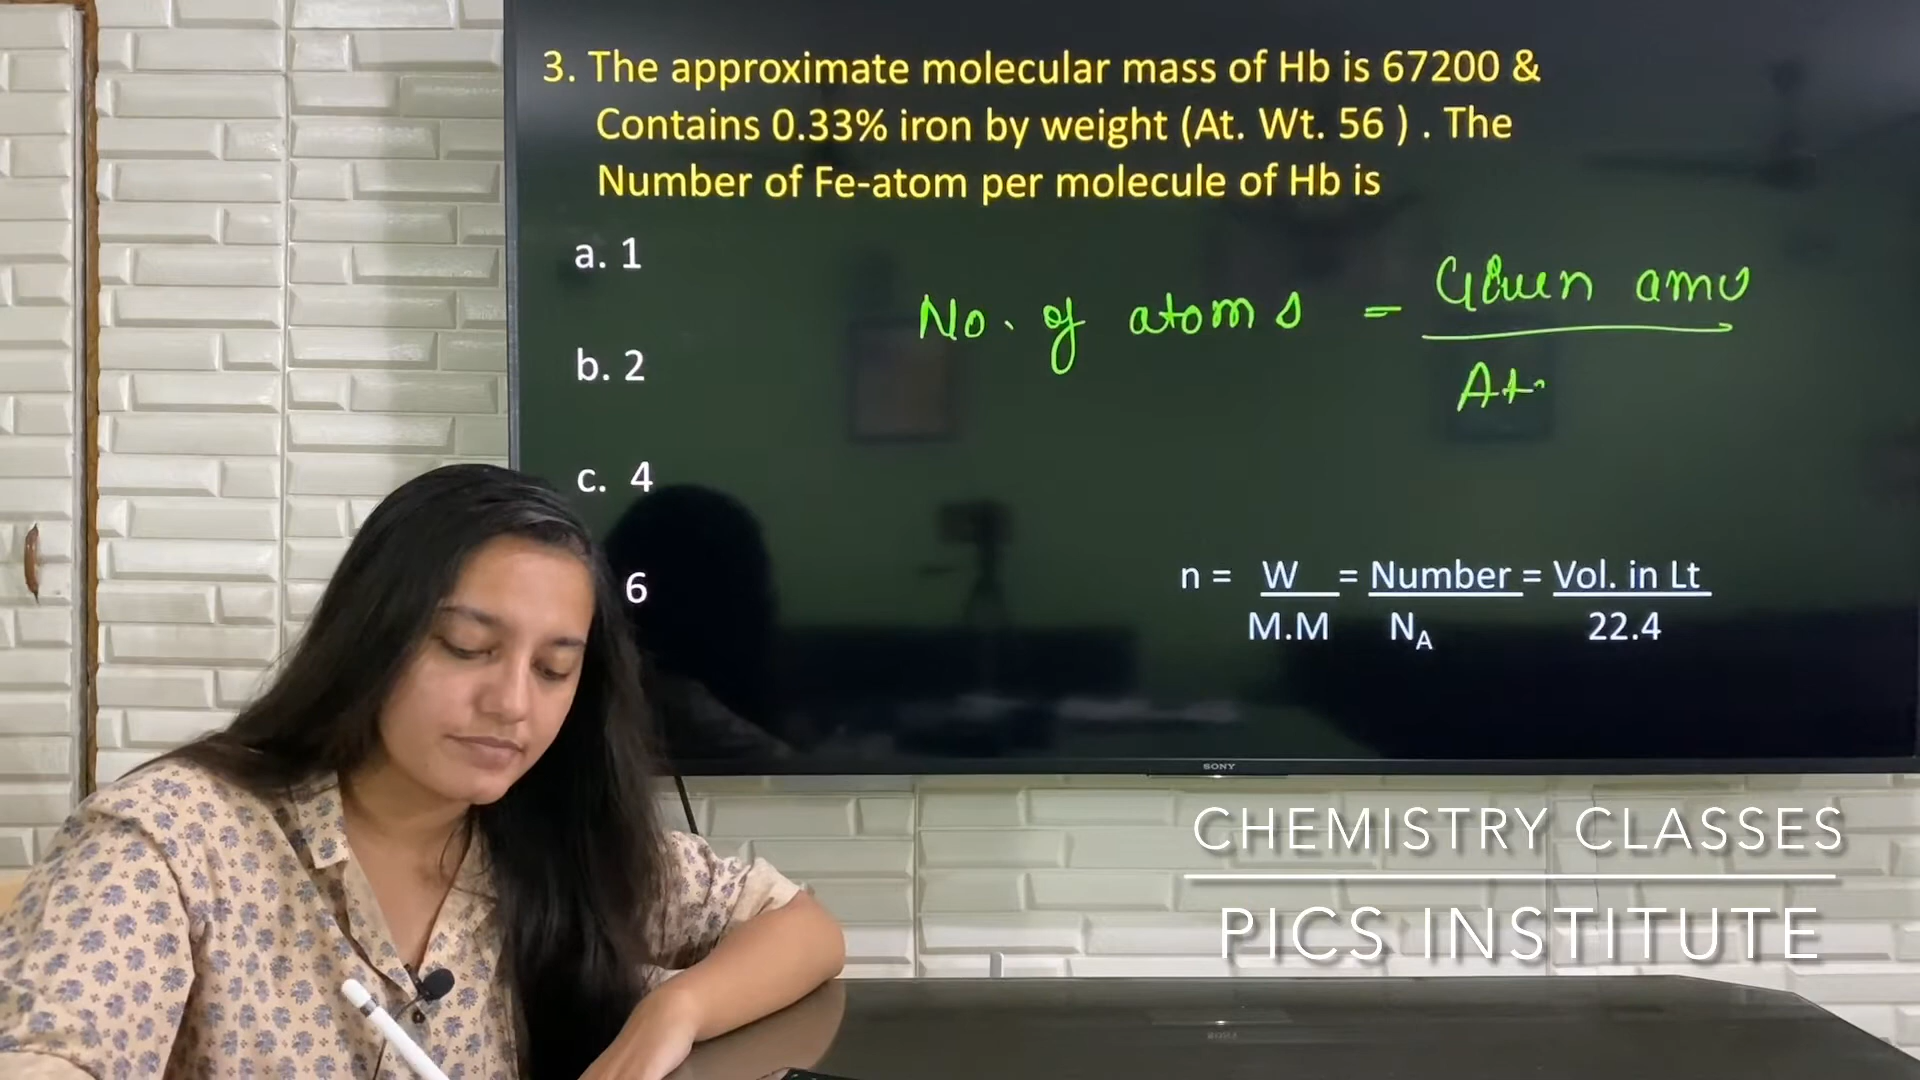 3. The approximate molecular mass of Hb is 67200 &
Contains 0.33% iron by weight (At. Wt. 56 ) . The
Number of Fe-atom per molecule of Hb is
a. 1
b. 2
c. 4
6
No. of atoms = Given amu
At.
n = W = Number = Vol. in Lt
M.M N_A 22.4
SONY
CHEMISTRY CLASSES
PICS INSTITUTE